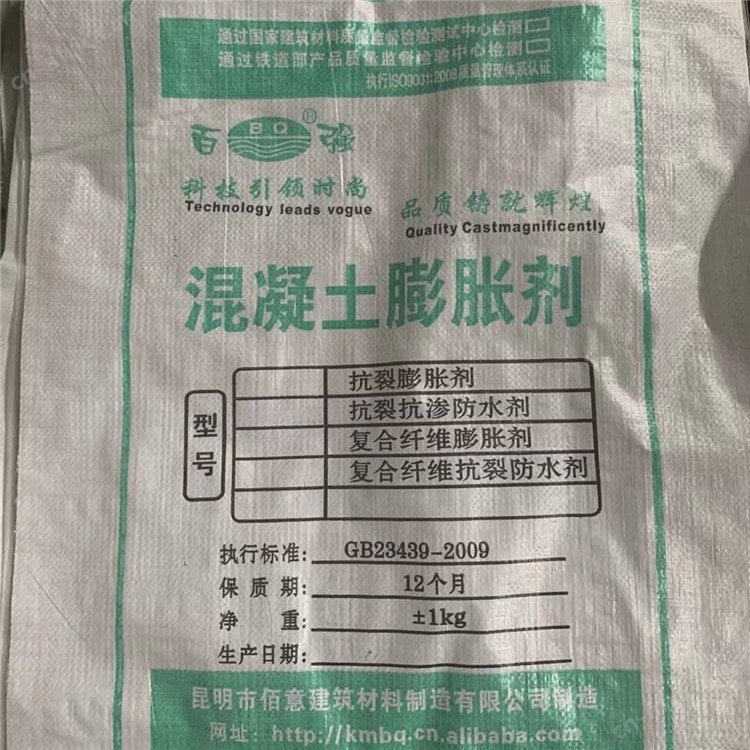 通过国家建筑材料质量监督检验测试中心检测
通过铁道部产品质量监督检验中心检测
执行ISO9001:2008质量管理体系认证
百 BQ ® 强
科技引领时尚
Technology leads vogue
品质铸就辉煌
Quality Castmagnificently
混凝土膨胀剂
型号
抗裂膨胀剂
抗裂抗渗防水剂
复合纤维膨胀剂
复合纤维抗裂防水剂
执行标准: GB23439-2009
保质期: 12个月
净重: ±1kg
生产日期:
昆明市佰意建筑材料制造有限公司制造
网址: http://kmbq.cn.alibaba.com